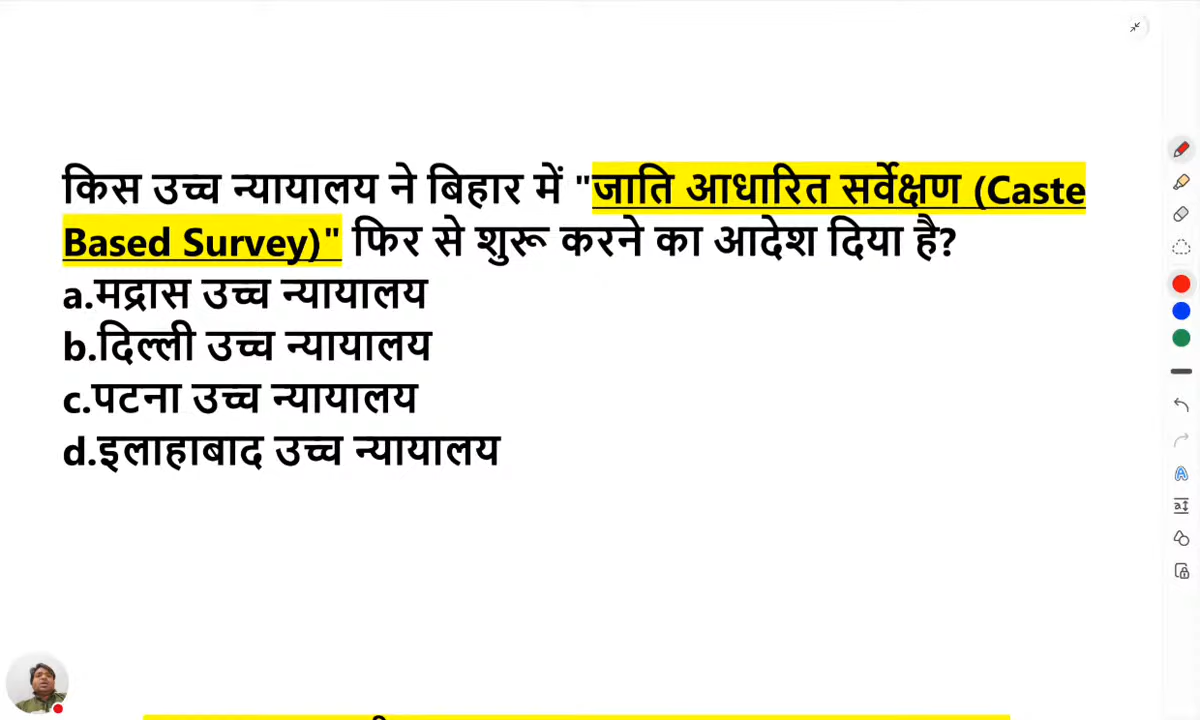 किस उच्च न्यायालय ने बिहार में "जाति आधारित सर्वेक्षण (Caste
Based Survey)" फिर से शुरू करने का आदेश दिया है?
a.मद्रास उच्च न्यायालय
b.दिल्ली उच्च न्यायालय
c.पटना उच्च न्यायालय
d.इलाहाबाद उच्च न्यायालय